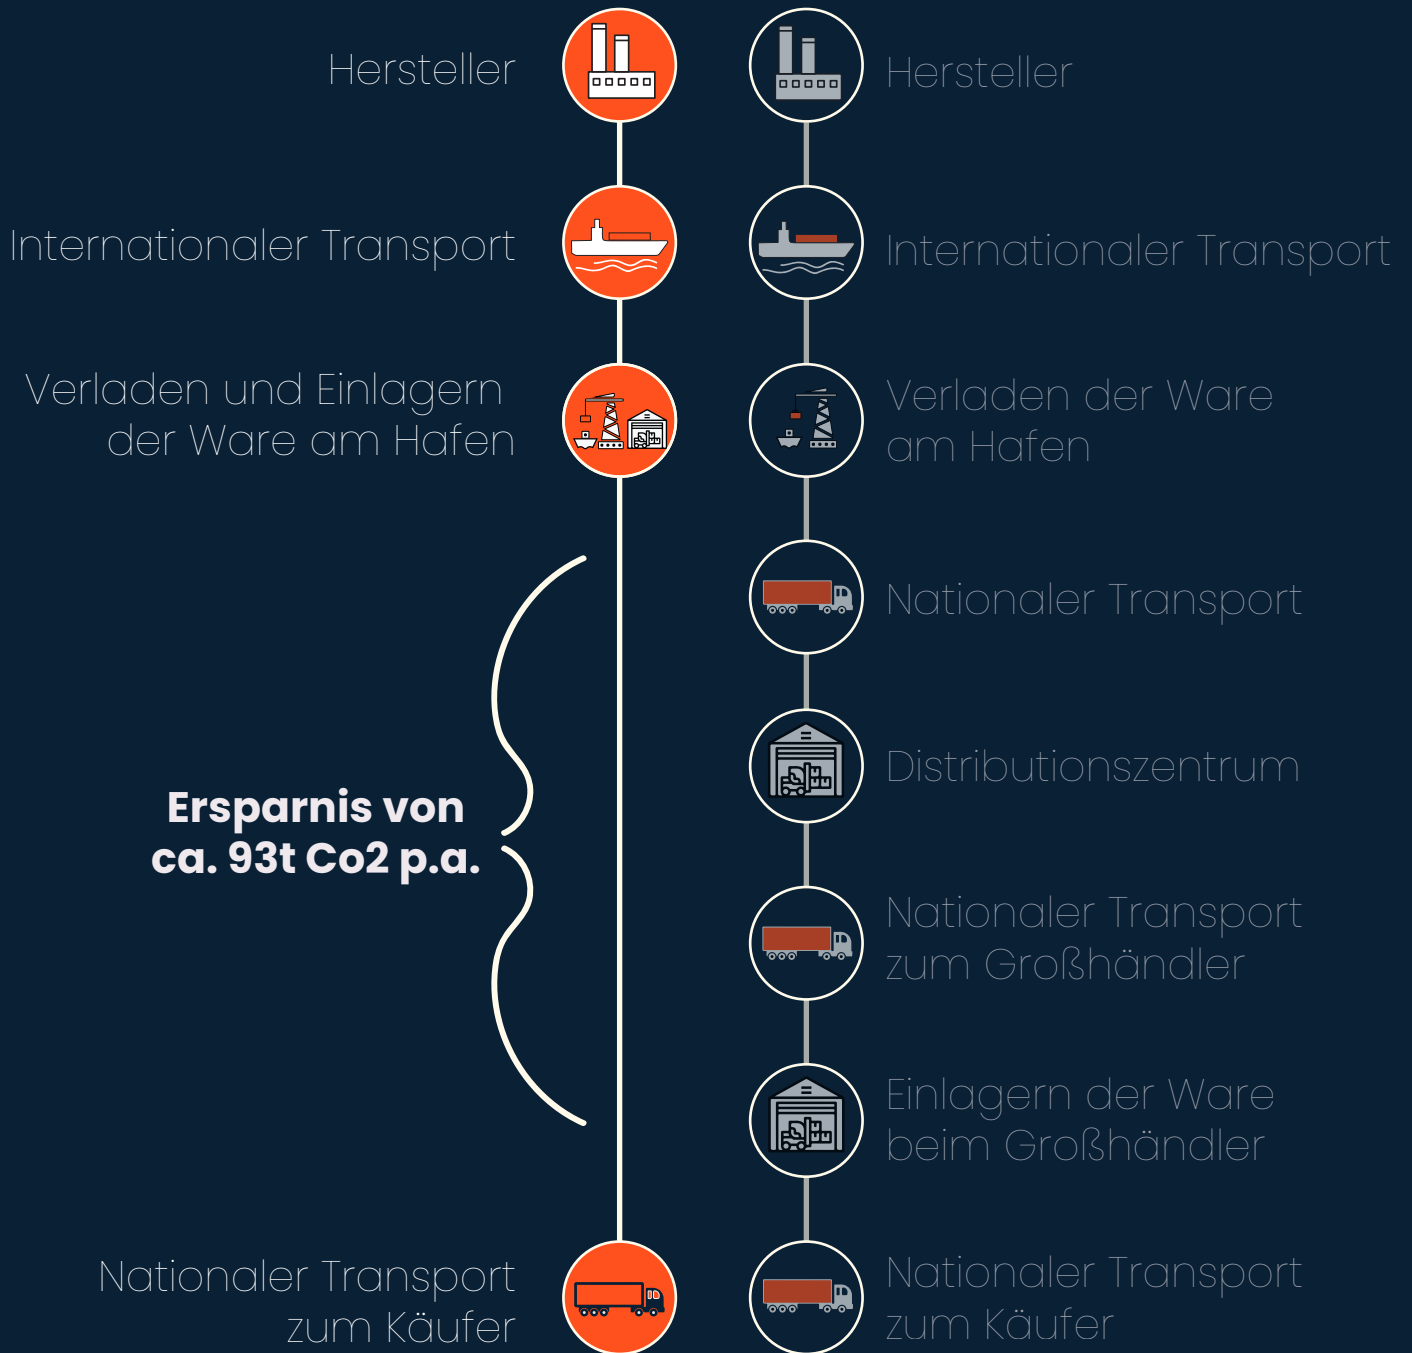 Hersteller
Internationaler Transport
Verladen und Einlagern
der Ware am Hafen
Ersparnis von
ca. 93t Co2 p.a.
Nationaler Transport
zum Käufer
Hersteller
Internationaler Transport
Verladen der Ware
am Hafen
Nationaler Transport
Distributionszentrum
Nationaler Transport
zum Großhändler
Einlagern der Ware
beim Großhändler
Nationaler Transport
zum Käufer